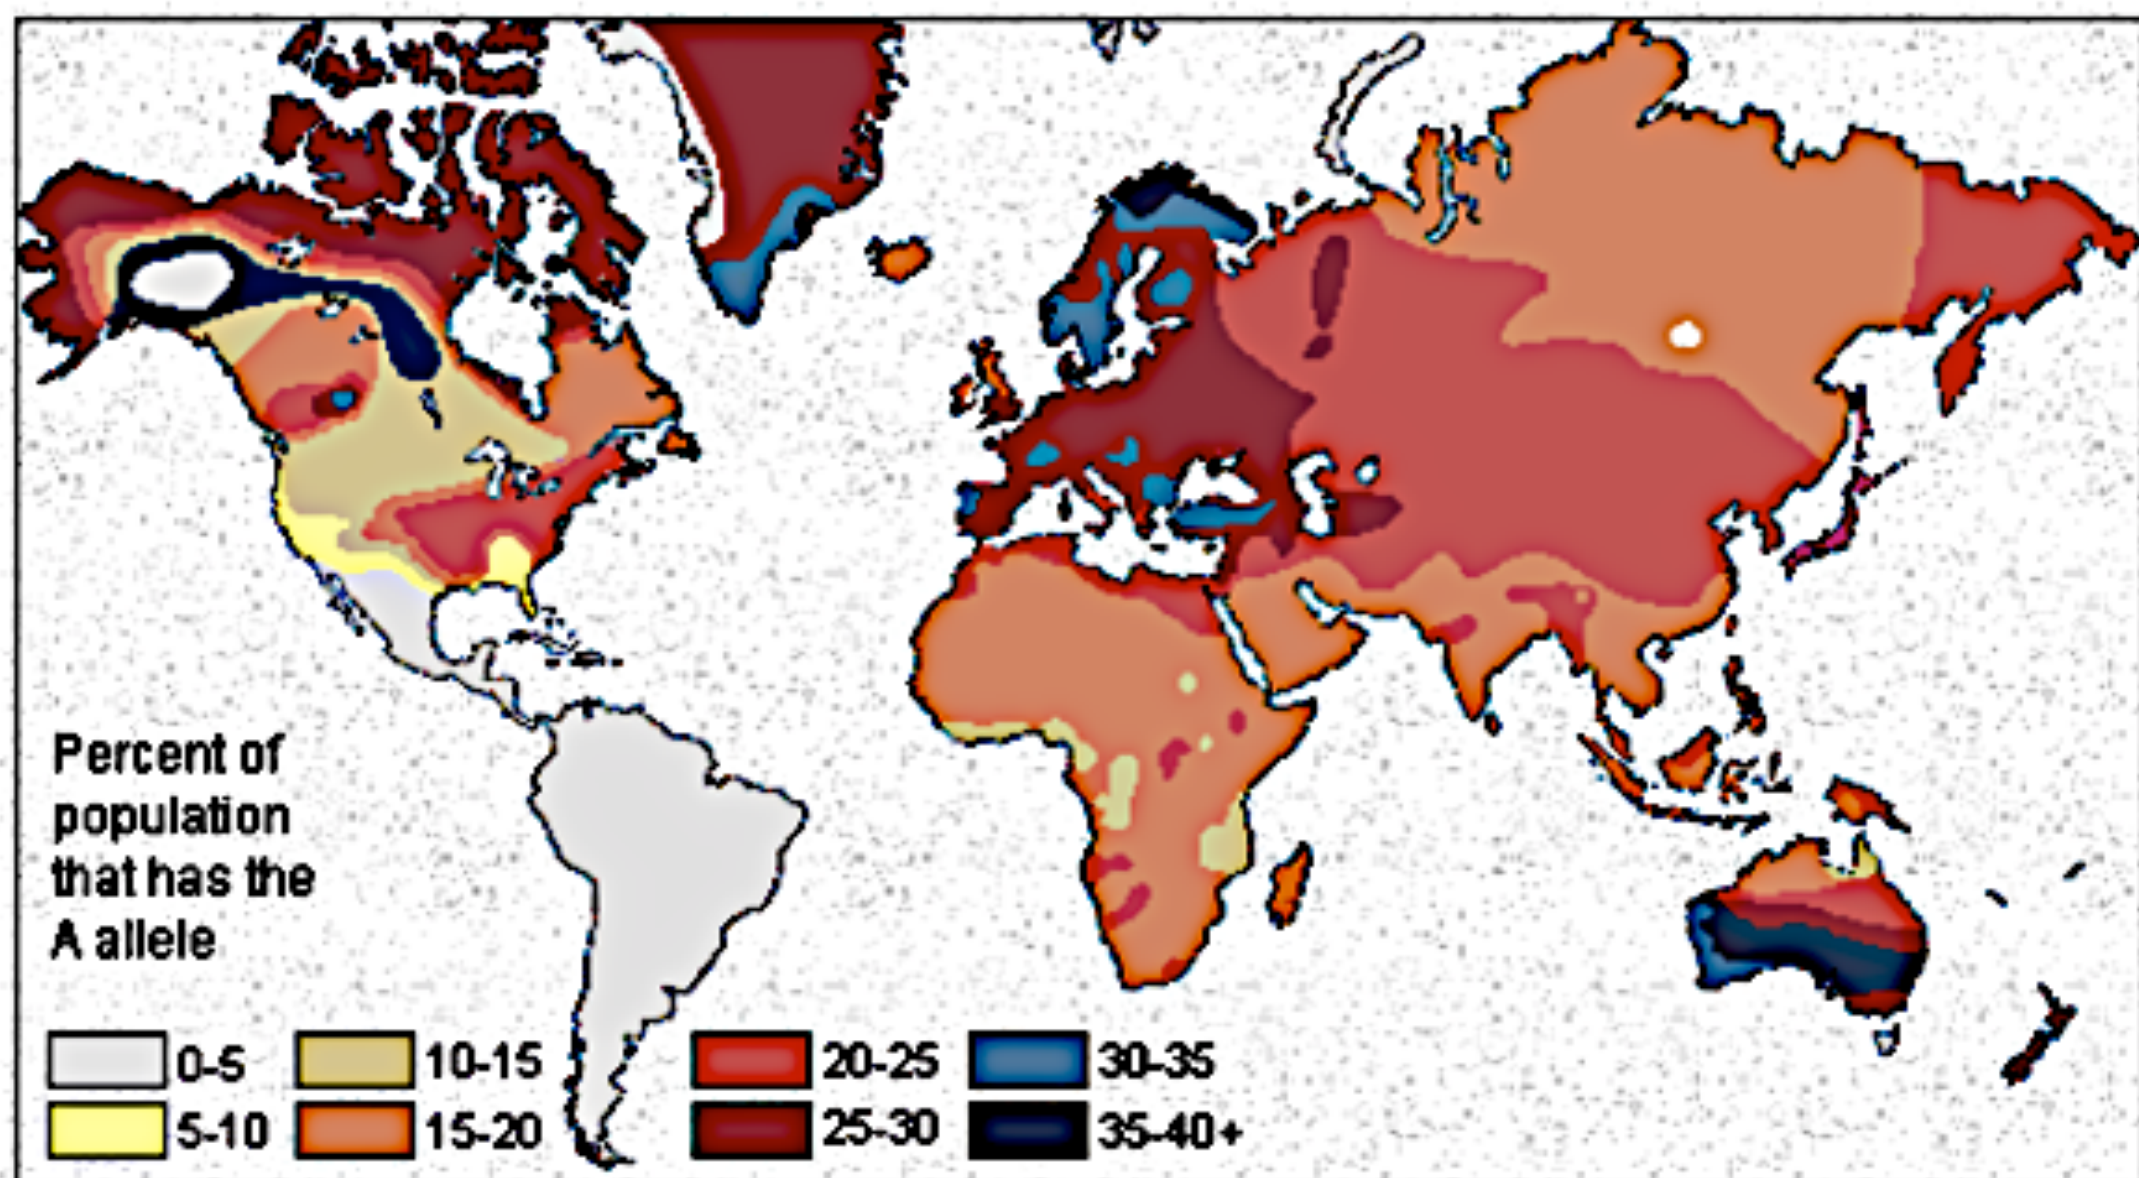 Percent of
population
that has the
A allele
0-5 10-15 20-25 30-35
5-10 15-20 25-30 35-40+